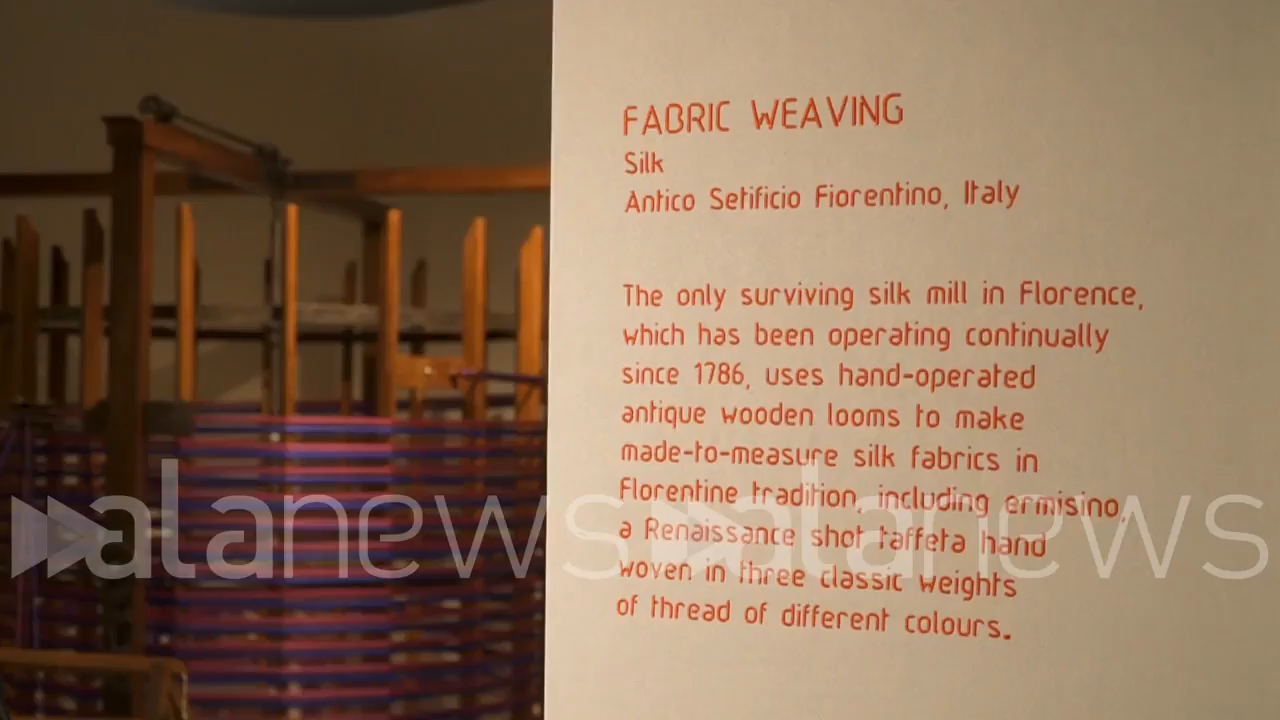 FABRIC WEAVING
Silk
Antico Setificio Fiorentino, Italy
The only surviving silk mill in Florence,
which has been operating continually
since 1786, uses hand-operated
antique wooden looms to make
made-to-measure silk fabrics in
Florentine tradition, including ermisino,
a Renaissance shot taffeta hand
woven in three classic weights
of thread of different colours.
alanews alanews